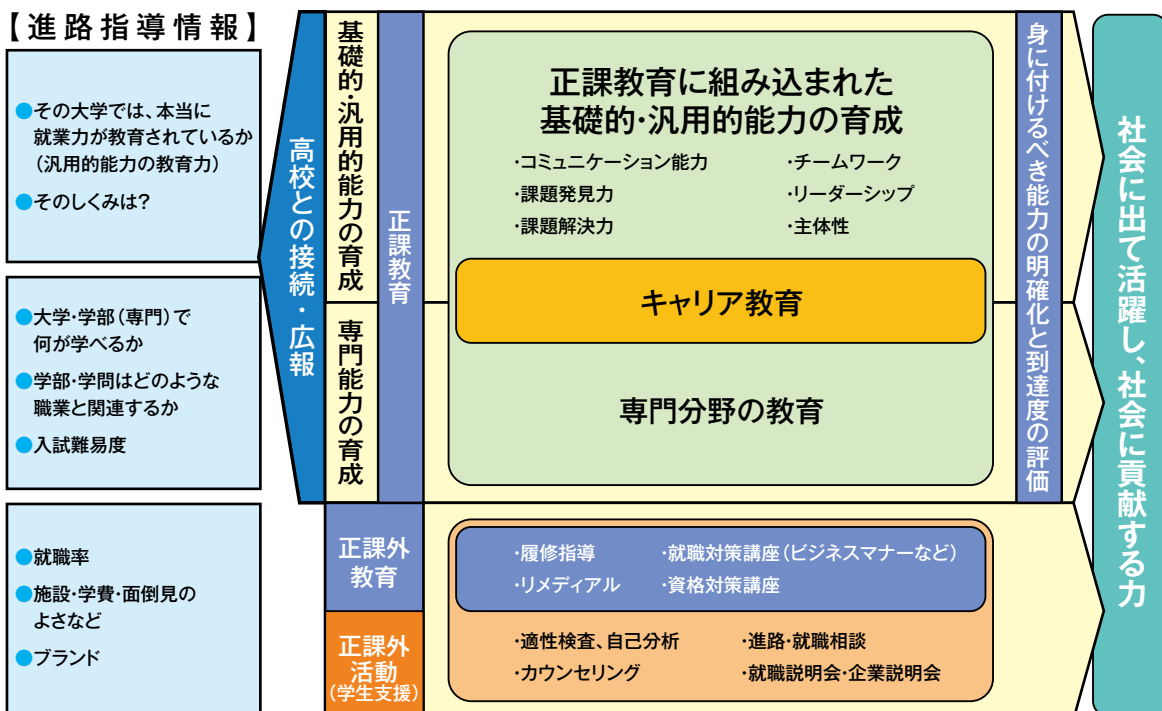 【進路指導情報】
●その大学では、本当に
就業力が教育されているか
（汎用的能力の教育力）
●そのしくみは？
●大学・学部（専門）で
何が学べるか
●学部・学問はどのような
職業と関連するか
●入試難易度
●就職率
●施設・学費・面倒見の
よさなど
●ブランド
高校との接続・広報
基礎的・汎用的能力の育成
専門能力の育成
正課教育
正課教育に組み込まれた
基礎的・汎用的能力の育成
・コミュニケーション能力
・チームワーク
・課題発見力
・リーダーシップ
・課題解決力
・主体性
キャリア教育
専門分野の教育
身に付けるべき能力の明確化と到達度の評価
正課外
教育
・履修指導
・就職対策講座（ビジネスマナーなど）
・リメディアル
・資格対策講座
正課外
活動
（学生支援）
・適性検査、自己分析
・進路・就職相談
・カウンセリング
・就職説明会・企業説明会
社会に出て活躍し、社会に貢献する力